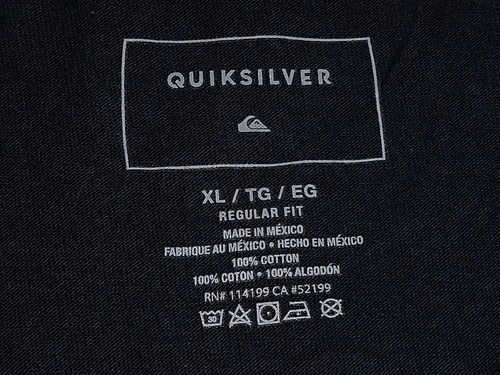 QUIKSILVER
XL / TG / EG
REGULAR FIT
MADE IN MÉXICO
FABRIQUE AU MÉXICO • HECHO EN MÉXICO
100% COTTON
100% COTON • 100% ALGODÓN
RN# 114199 CA #52199
30